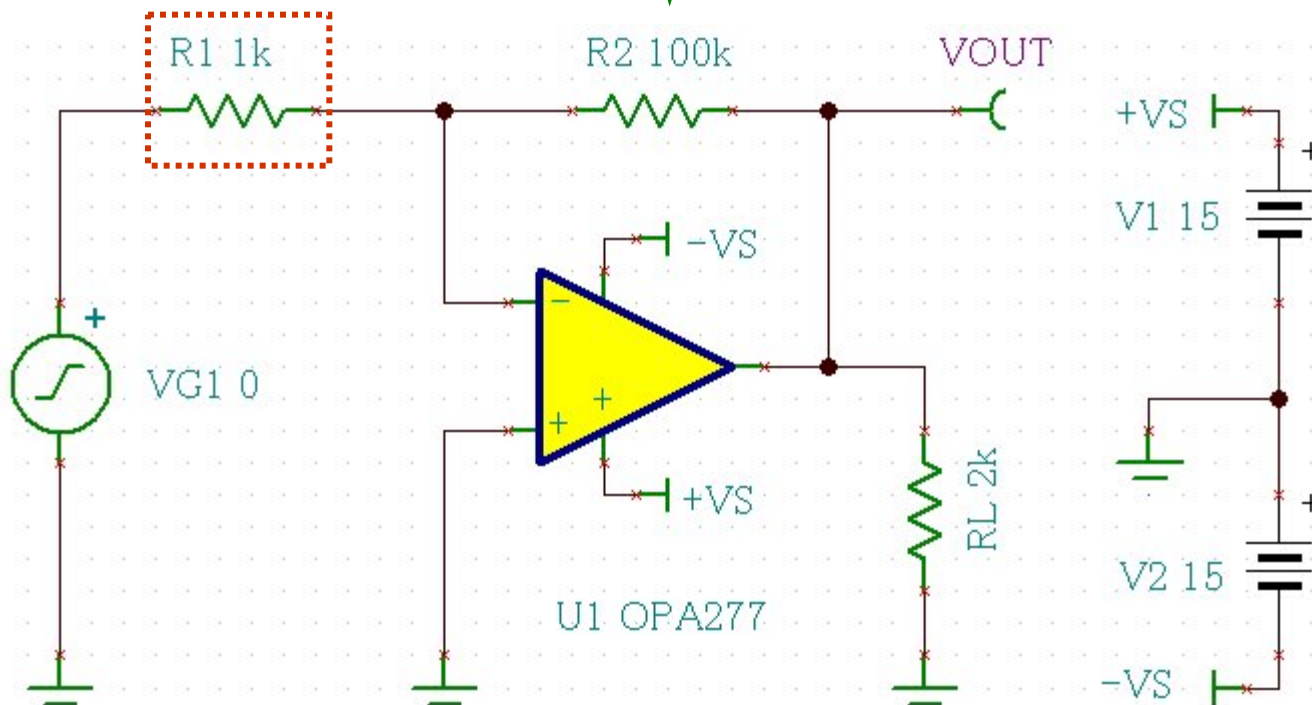 R1 1k
R2 100k
VOUT
+VS
+
V1 15
-VS
+
VG1 0
−
+
+
+VS
RL 2k
+
V2 15
U1 OPA277
-VS